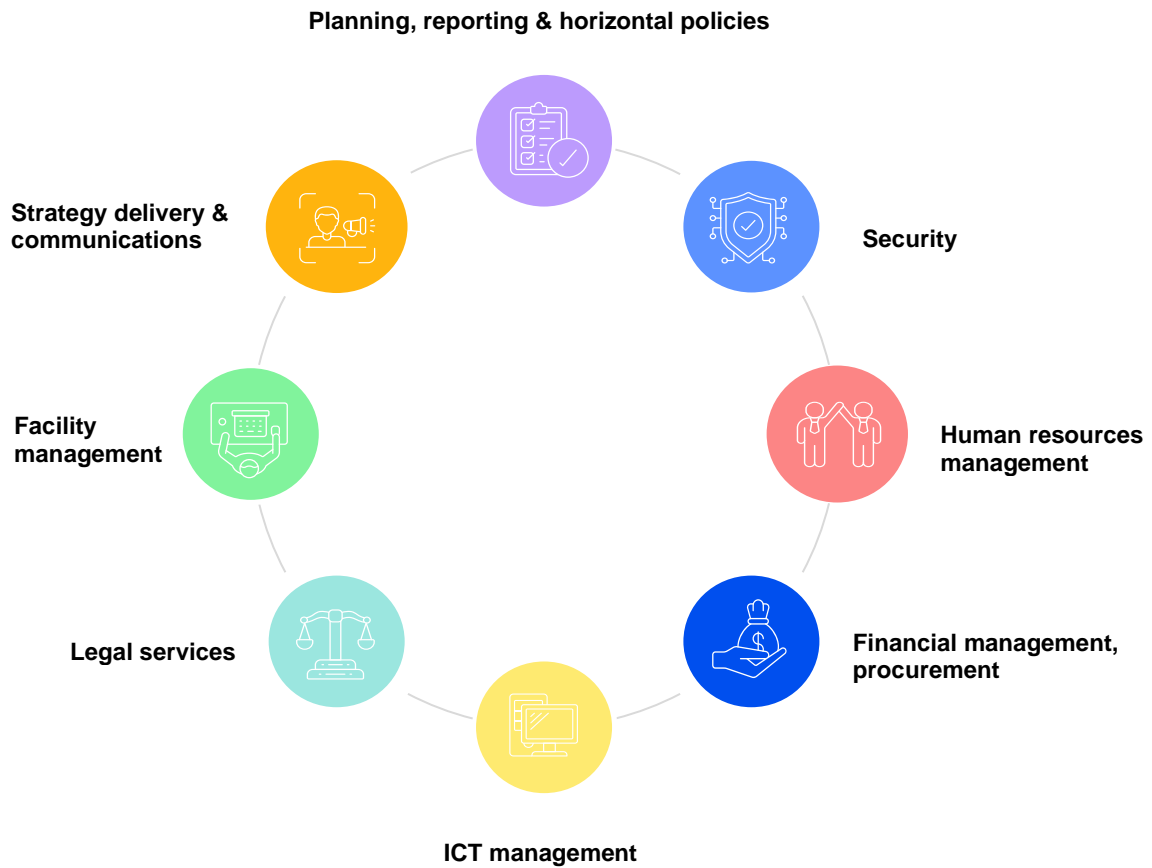 Planning, reporting & horizontal policies
Strategy delivery &
communications
Security
Facility
management
Human resources
management
Legal services
Financial management,
procurement
$
ICT management